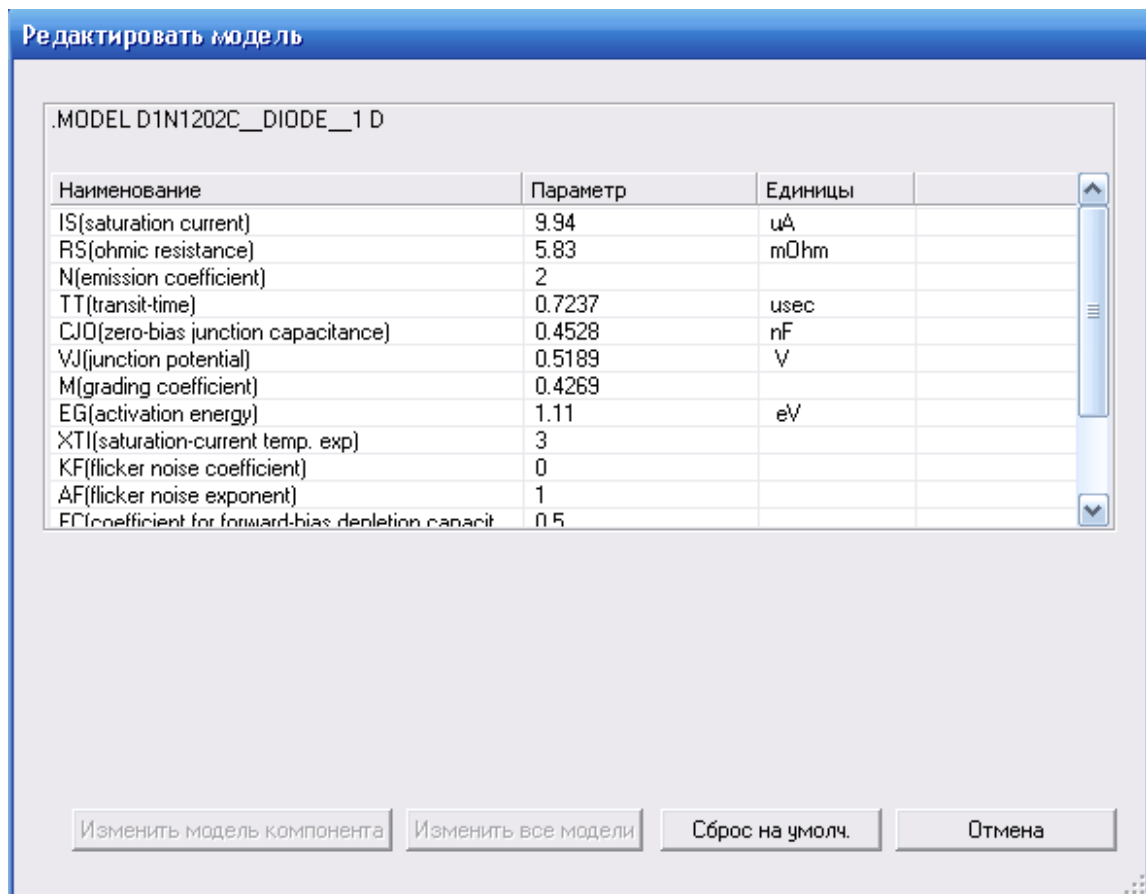 Редактировать модель
.MODEL D1N1202C__DIODE__1 D
Наименование Параметр Единицы
IS(saturation current) 9.94 uA
RS(ohmic resistance) 5.83 mOhm
N(emission coefficient) 2
TT(transit-time) 0.7237 usec
CJO(zero-bias junction capacitance) 0.4528 nF
VJ(junction potential) 0.5189 V
M(grading coefficient) 0.4269
EG(activation energy) 1.11 eV
XTI(saturation-current temp. exp) 3
KF(flicker noise coefficient) 0
AF(flicker noise exponent) 1
FC(coefficient for forward-bias depletion capacit 0.5
Изменить модель компонента Изменить все модели Сброс на умолч. Отмена